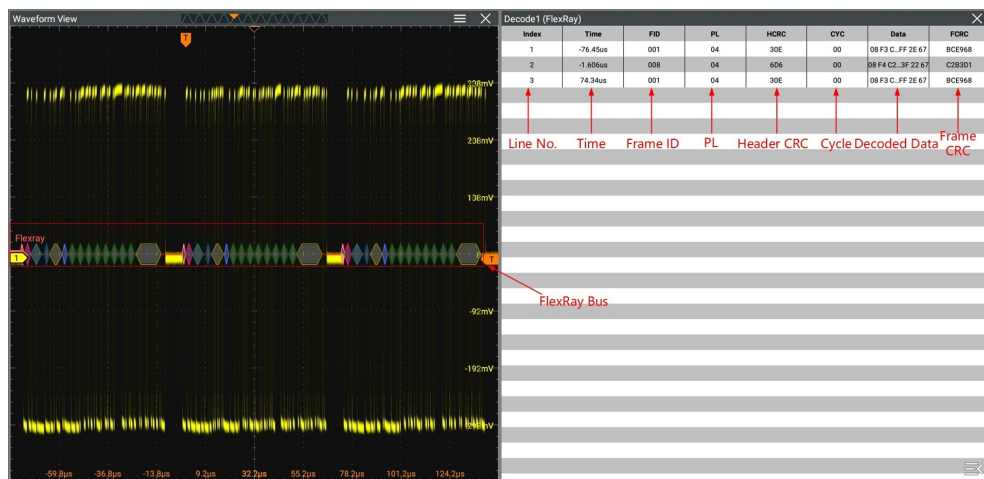 Waveform View
T
308mV
208mV
108mV
Flexray
1
T
-92mV
-192mV
-59.8μs -36.8μs -13.8μs 9.2μs 32.2μs 55.2μs 78.2μs 101.2μs 124.2μs
Decode1 (FlexRay)
Index Time FID PL HCRC CYC Data FCRC
1 -76.45us 001 04 30E 00 08 F3 C...FF 2E 67 BCE968
2 -1.606us 008 04 6D6 00 08 F4 C2...3F 22 67 C2B3D1
3 74.34us 001 04 30E 00 08 F3 C...FF 2E 67 BCE968
Line No. Time Frame ID PL Header CRC Cycle Decoded Data Frame CRC
FlexRay Bus